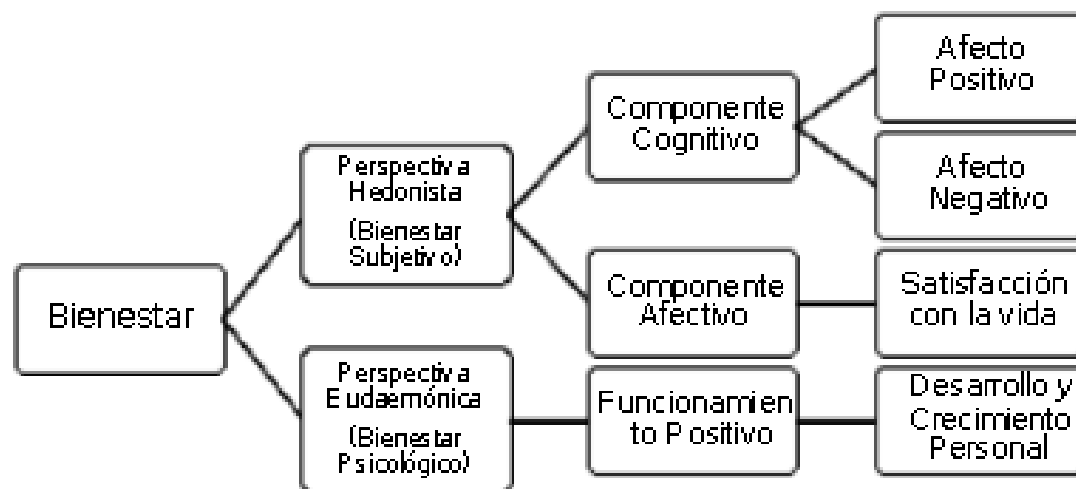 Bienestar
Perspectiva
Hedonista
(Bienestar
Subjetivo)
Perspectiva
Eudaemónica
(Bienestar
Psicológico)
Componente
Cognitivo
Componente
Afectivo
Funcionamien
to Positivo
Afecto
Positivo
Afecto
Negativo
Satisfacción
con la vida
Desarrollo y
Crecimiento
Personal